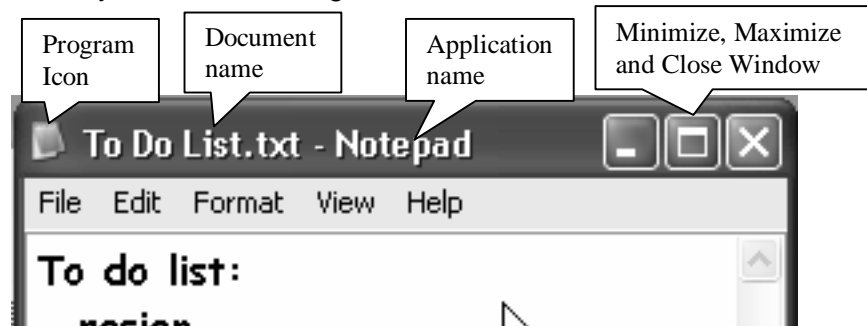 Program
Icon
Document
name
Application
name
Minimize, Maximize
and Close Window
To Do List.txt - Notepad
File Edit Format View Help
To do list: